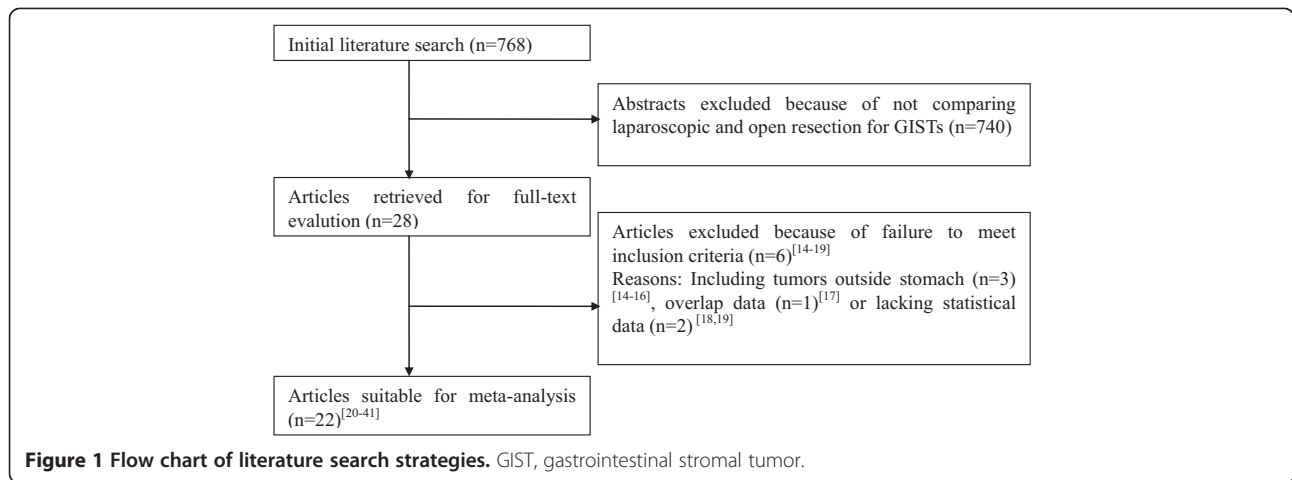 Initial literature search (n=768)
Abstracts excluded because of not comparing
laparoscopic and open resection for GISTs (n=740)
Articles retrieved for full-text
evalution (n=28)
Articles excluded because of failure to meet
inclusion criteria (n=6)[14-19]
Reasons: Including tumors outside stomach (n=3)
[14-16], overlap data (n=1)[17] or lacking statistical
data (n=2) [18,19]
Articles suitable for meta-analysis
(n=22)[20-41]
Figure 1 Flow chart of literature search strategies. GIST, gastrointestinal stromal tumor.